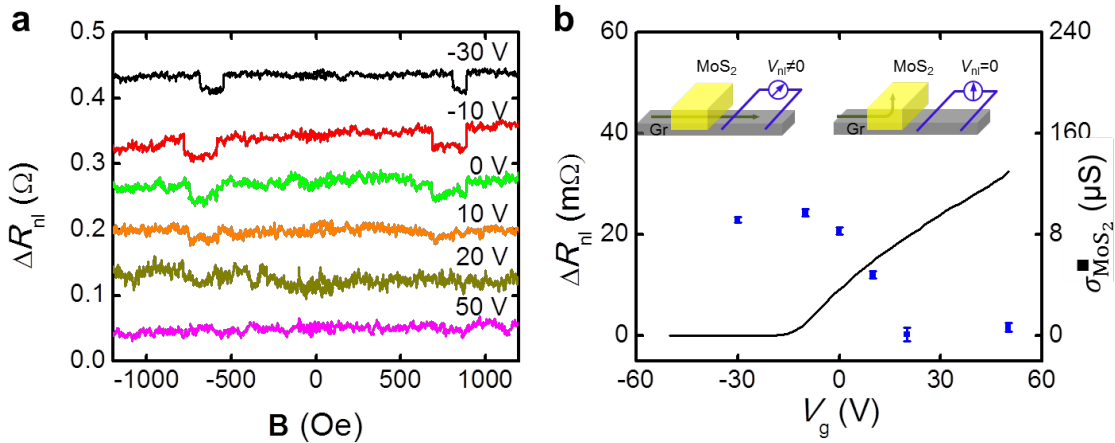 a
0.5
0.4
0.3
0.2
0.1
0.0
ΔRnl (Ω)
-30 V
-10 V
0 V
10 V
20 V
50 V
-1000 -500 0 500 1000
B (Oe)
b
60
40
20
0
ΔRnl (mΩ)
MoS2 Vnl≠0
Gr
MoS2 Vnl=0
Gr
240
160
8
0
■σMoS2 (µS)
-60 -30 0 30 60
Vg (V)